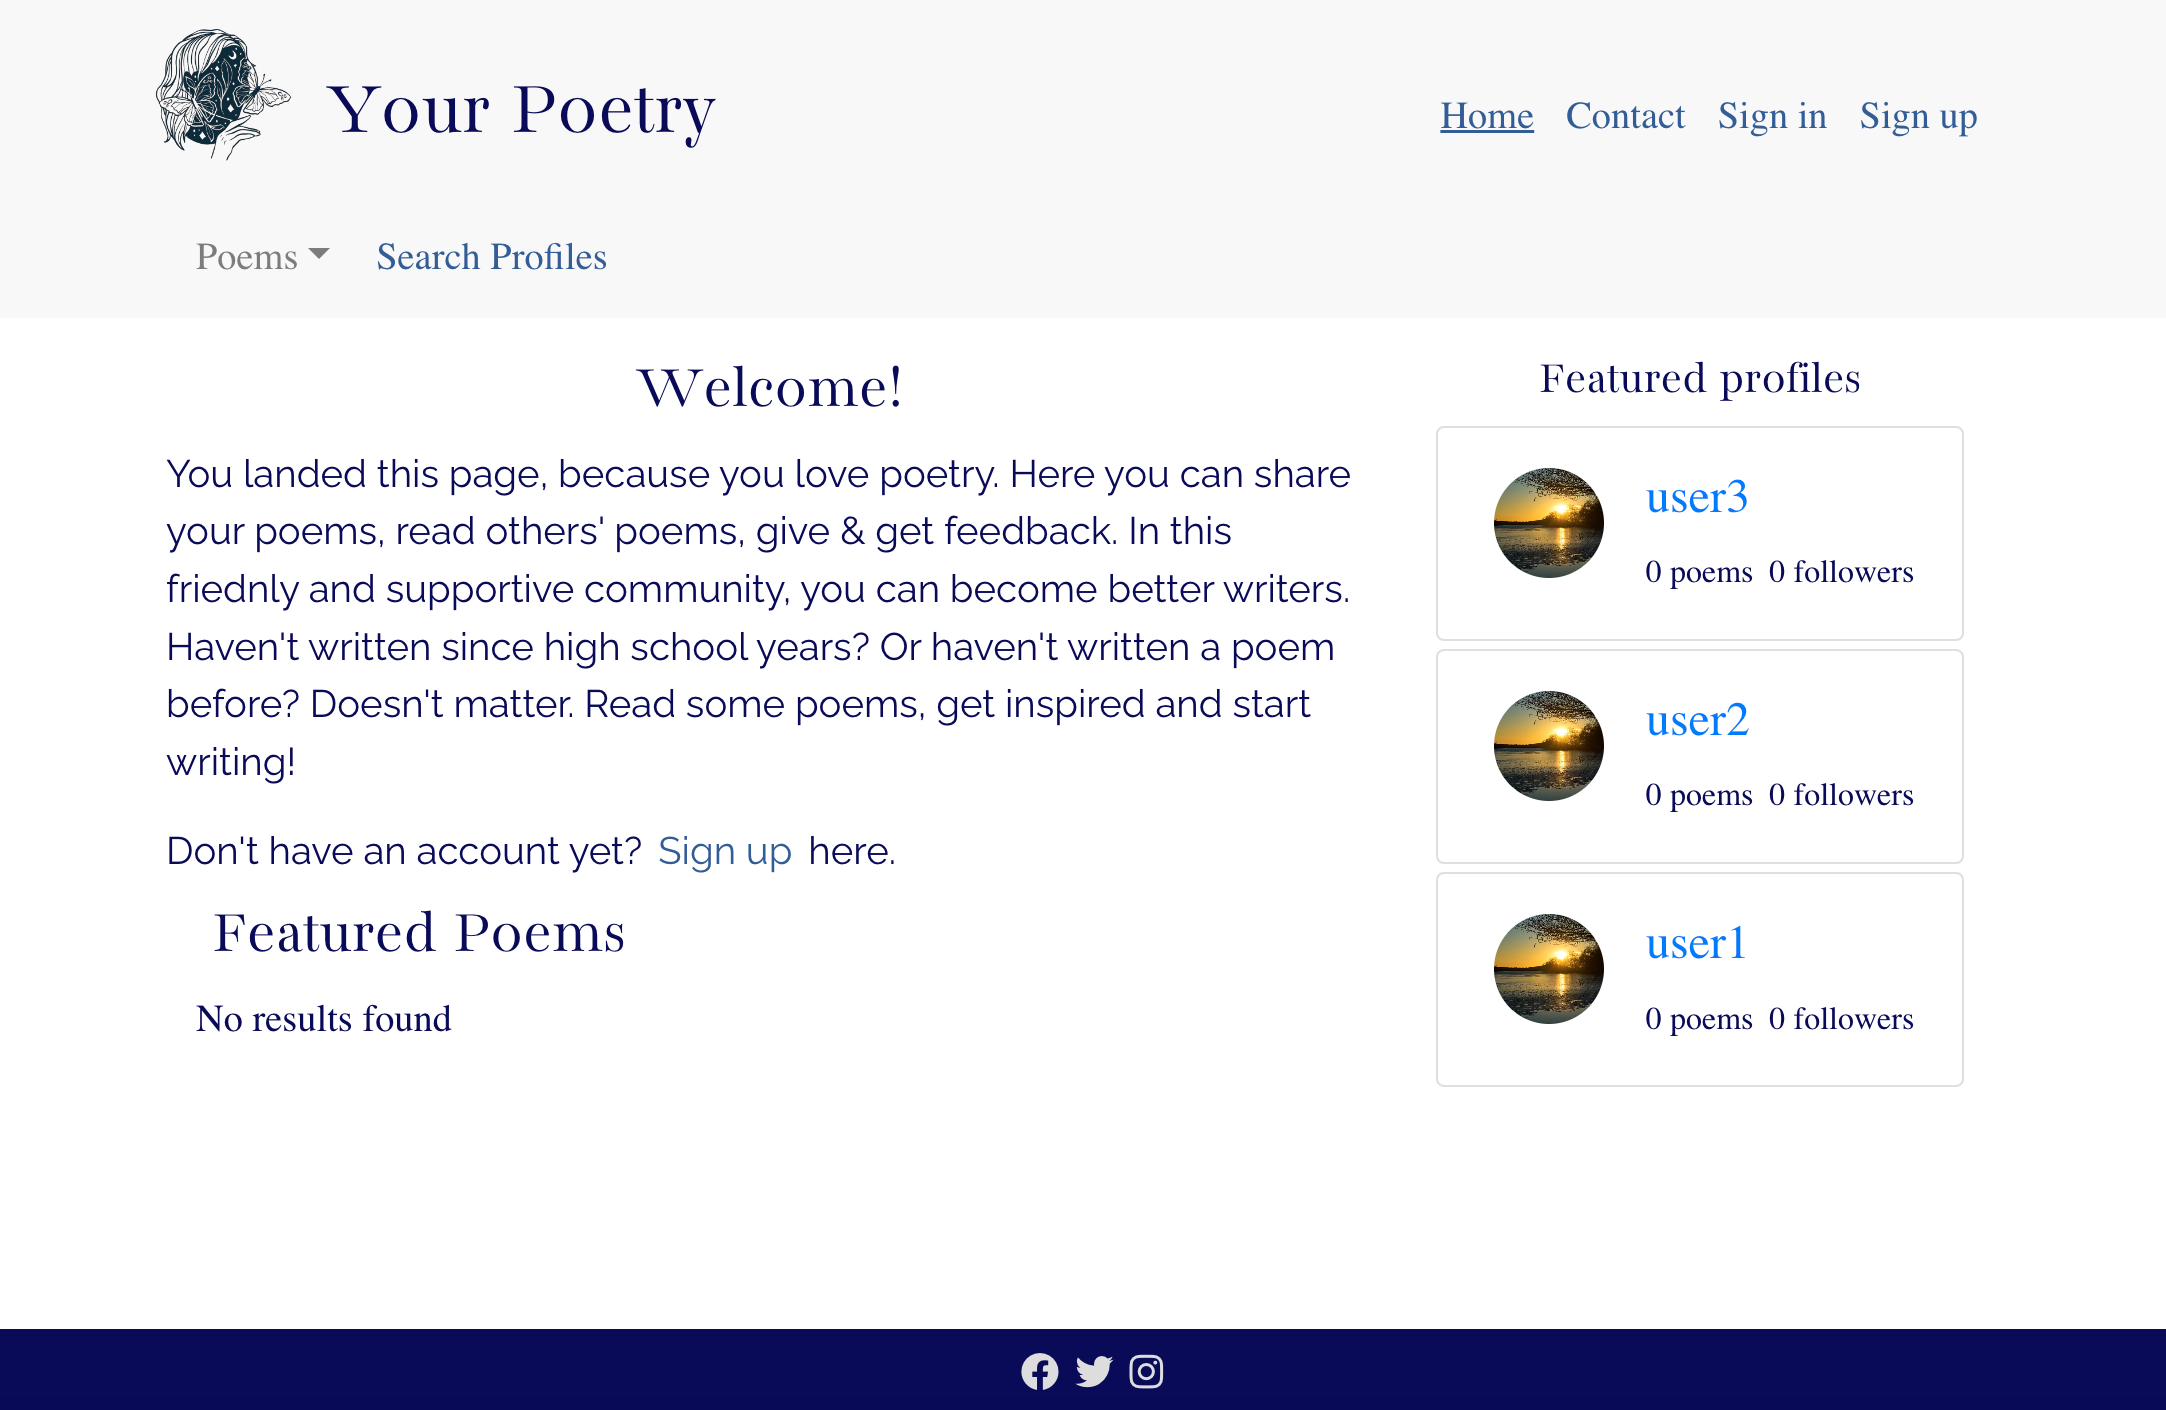 Your Poetry
Home Contact Sign in Sign up
Poems Search Profiles
Welcome!
You landed this page, because you love poetry. Here you can share
your poems, read others' poems, give & get feedback. In this
friednly and supportive community, you can become better writers.
Haven't written since high school years? Or haven't written a poem
before? Doesn't matter. Read some poems, get inspired and start
writing!
Don't have an account yet? Sign up here.
Featured Poems
No results found
Featured profiles
user3
0 poems 0 followers
user2
0 poems 0 followers
user1
0 poems 0 followers